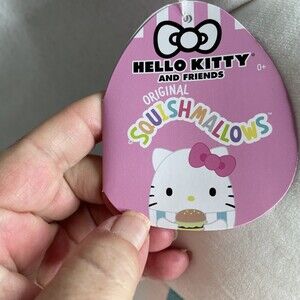 HELLO KITTY
AND FRIENDS
0+
ORIGINAL
SQUISHMALLOWS